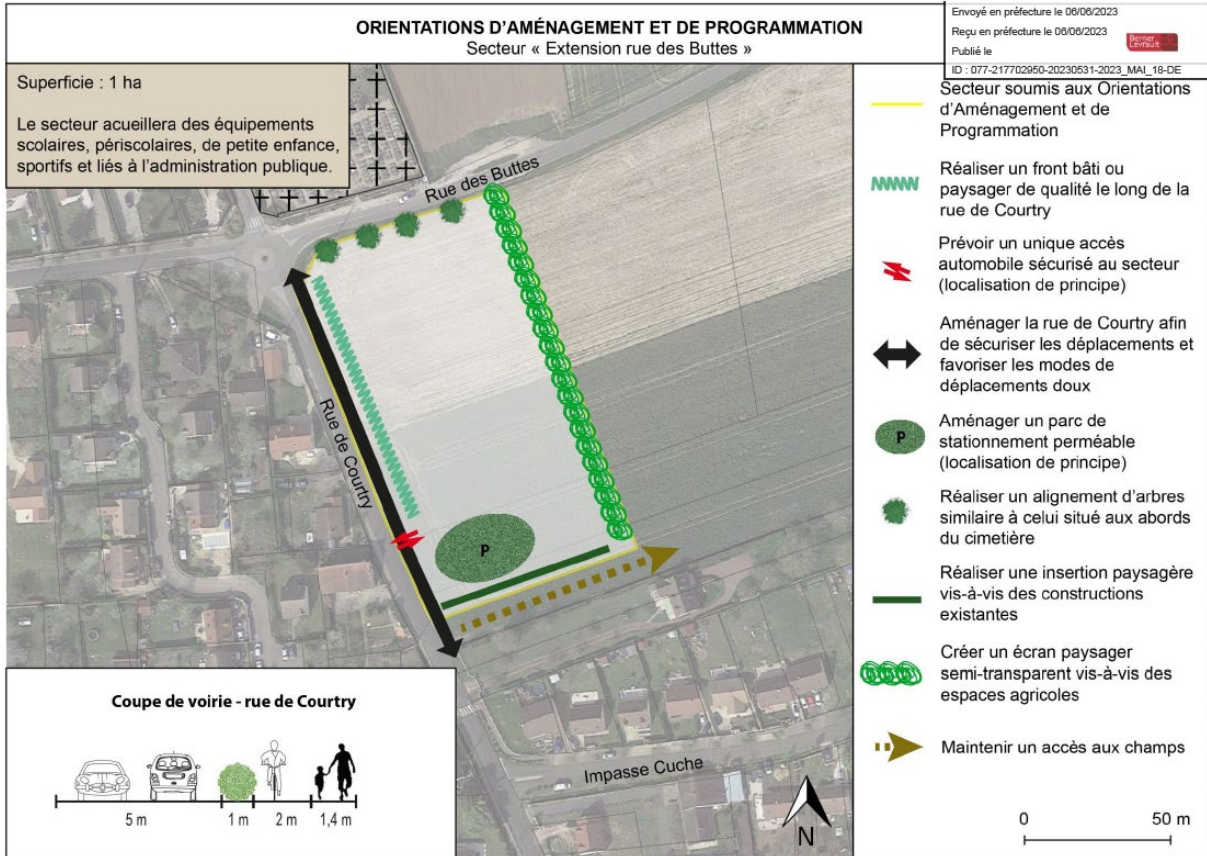 ORIENTATIONS D'AMÉNAGEMENT ET DE PROGRAMMATION
Secteur « Extension rue des Buttes »
Envoyé en préfecture le 06/06/2023
Reçu en préfecture le 06/06/2023
Publié le
Berger
Levrault
ID : 077-217702950-20230531-2023_MAI_18-DE
Superficie : 1 ha
Le secteur acueillera des équipements
scolaires, périscolaires, de petite enfance,
sportifs et liés à l'administration publique.
Rue des Buttes
Rue de Courtry
P
Impasse Cuche
N
Coupe de voirie - rue de Courtry
5 m
1 m
2 m
1,4 m
Secteur soumis aux Orientations
d'Aménagement et de
Programmation
Réaliser un front bâti ou
paysager de qualité le long de la
rue de Courtry
Prévoir un unique accès
automobile sécurisé au secteur
(localisation de principe)
Aménager la rue de Courtry afin
de sécuriser les déplacements et
favoriser les modes de
déplacements doux
P
Aménager un parc de
stationnement perméable
(localisation de principe)
Réaliser un alignement d'arbres
similaire à celui situé aux abords
du cimetière
Réaliser une insertion paysagère
vis-à-vis des constructions
existantes
Créer un écran paysager
semi-transparent vis-à-vis des
espaces agricoles
Maintenir un accès aux champs
0
50 m